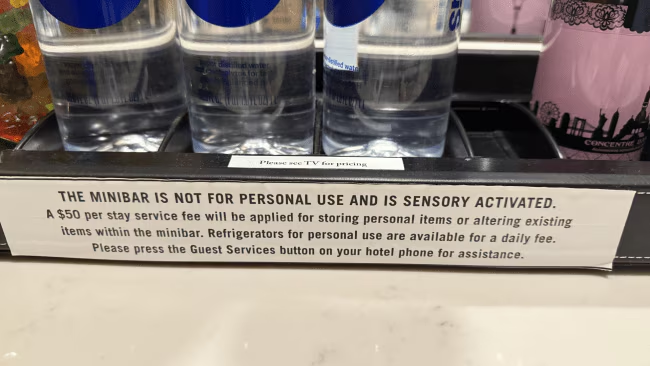 Please see TV for pricing
THE MINIBAR IS NOT FOR PERSONAL USE AND IS SENSORY ACTIVATED.
A $50 per stay service fee will be applied for storing personal items or altering existing
items within the minibar. Refrigerators for personal use are available for a daily fee.
Please press the Guest Services button on your hotel phone for assistance.